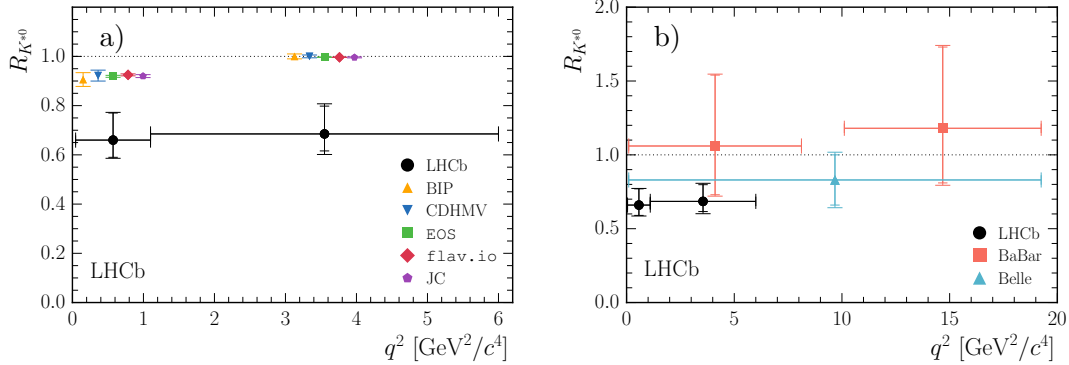 a)
R_{K^{*0}}
1.0
0.8
0.6
0.4
0.2
0.0
LHCb
LHCb
BIP
CDHMV
EOS
flav.io
JC
0 1 2 3 4 5 6
q^2 [GeV^2/c^4]
b)
R_{K^{*0}}
2.0
1.5
1.0
0.5
0.0
LHCb
LHCb
BaBar
Belle
0 5 10 15 20
q^2 [GeV^2/c^4]